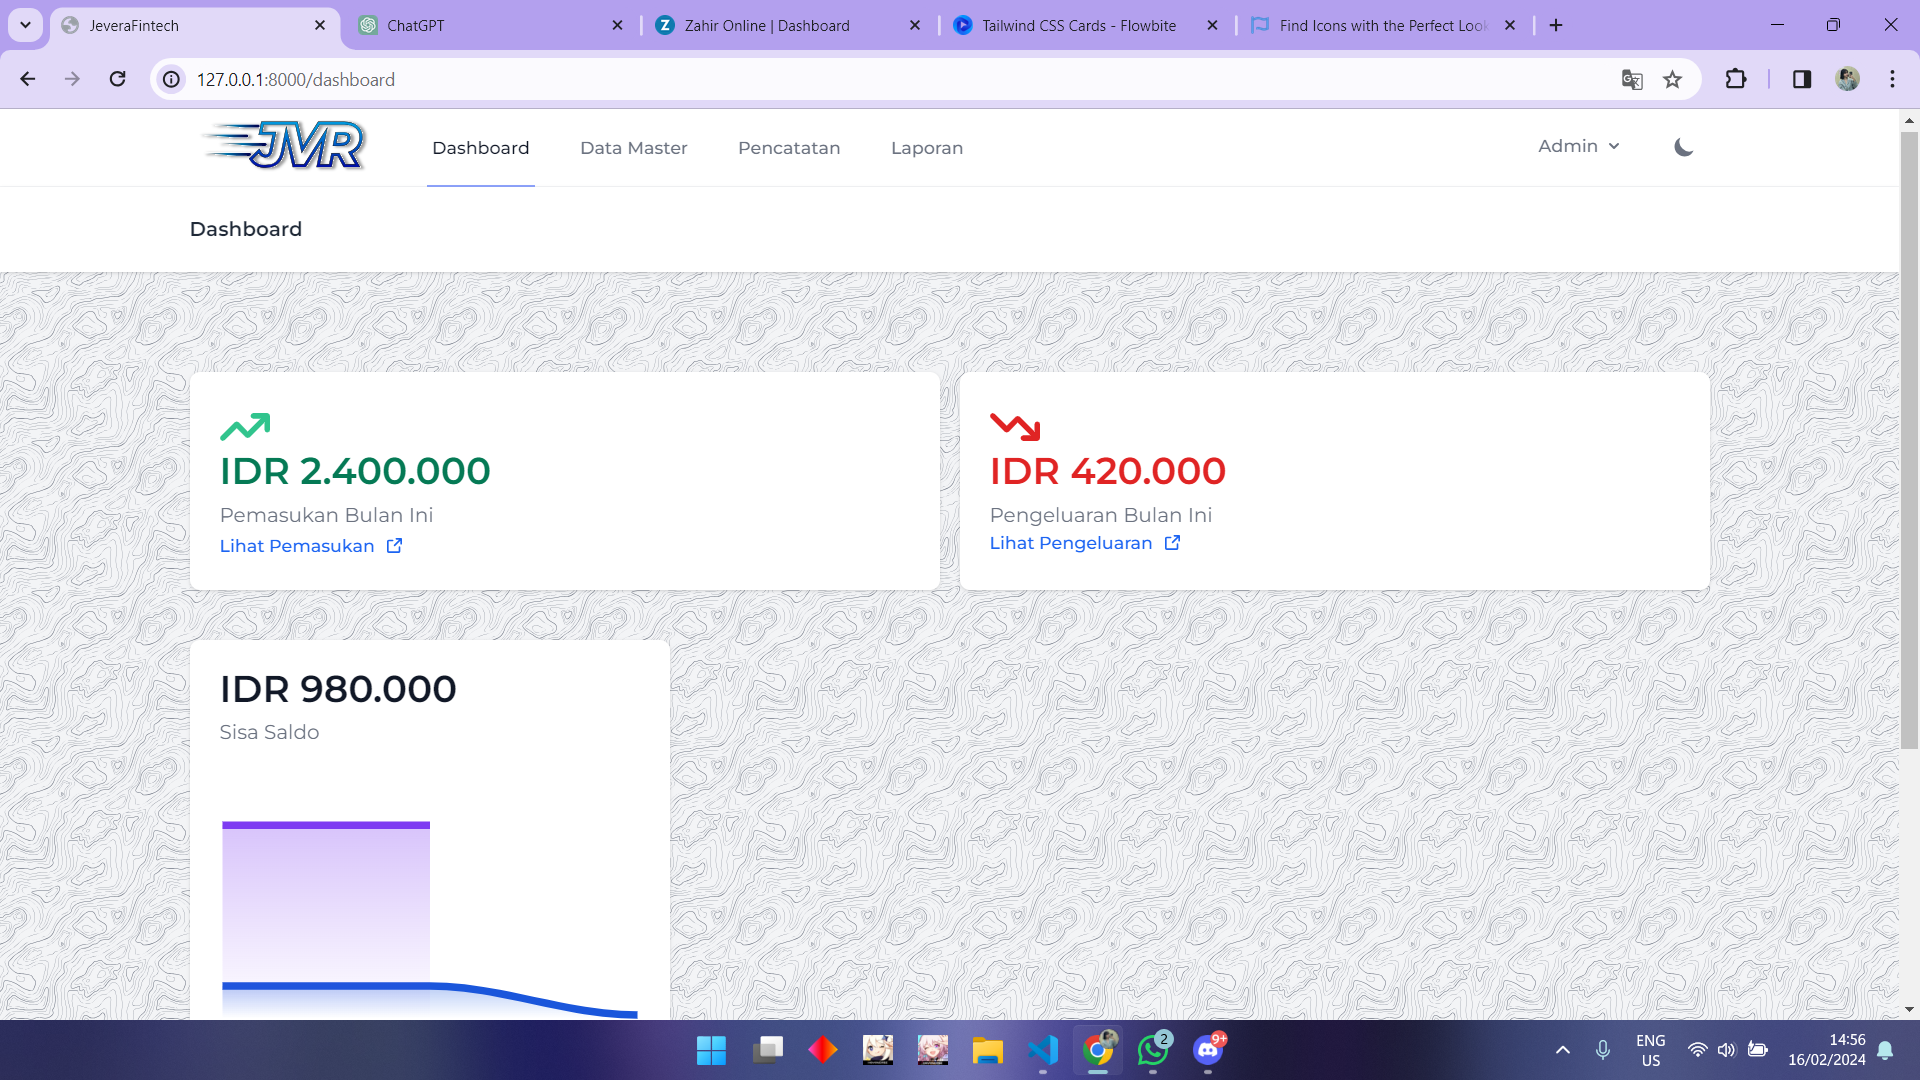 JeveraFintech
ChatGPT
Zahir Online | Dashboard
Tailwind CSS Cards - Flowbite
Find Icons with the Perfect Look
127.0.0.1:8000/dashboard
JVR
Dashboard
Data Master
Pencatatan
Laporan
Admin
Dashboard
IDR 2.400.000
Pemasukan Bulan Ini
Lihat Pemasukan
IDR 420.000
Pengeluaran Bulan Ini
Lihat Pengeluaran
IDR 980.000
Sisa Saldo
2
9+
ENG
US
14:56
16/02/2024